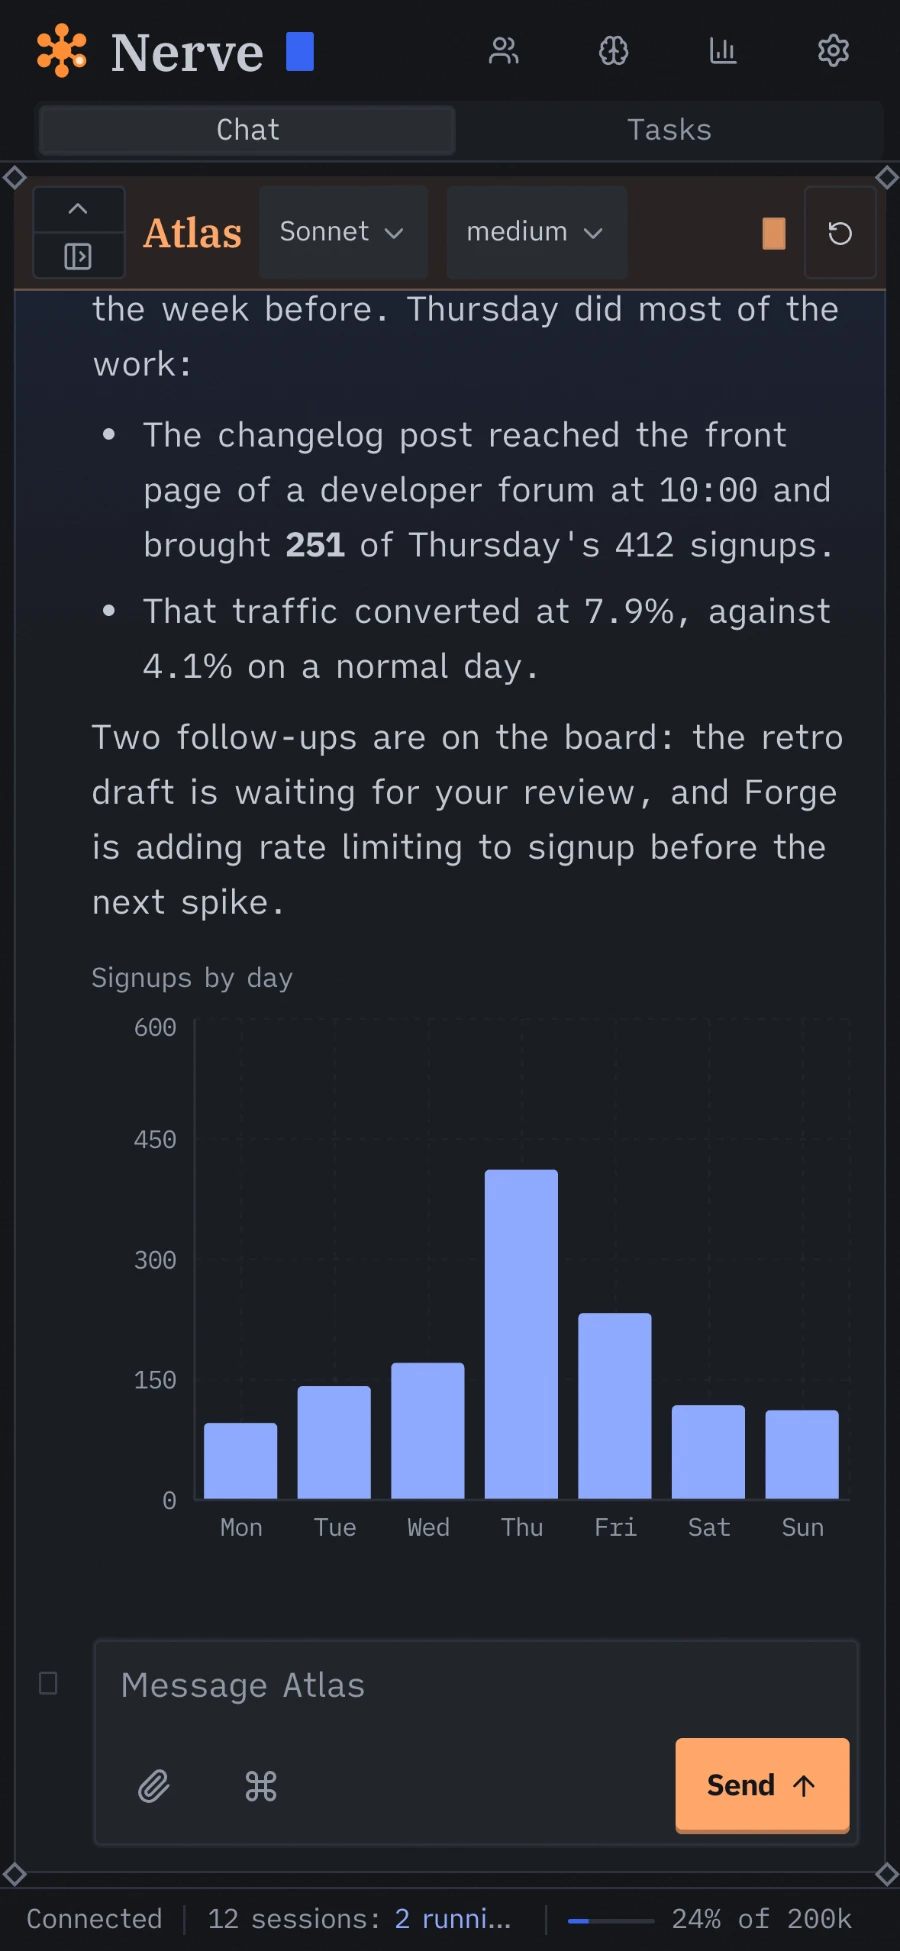 Nerve
Chat
Tasks
Atlas
Sonnet
medium
the week before. Thursday did most of the
work:
• The changelog post reached the front
page of a developer forum at 10:00 and
brought 251 of Thursday's 412 signups.
• That traffic converted at 7.9%, against
4.1% on a normal day.
Two follow-ups are on the board: the retro
draft is waiting for your review, and Forge
is adding rate limiting to signup before the
next spike.
Signups by day
600
450
300
150
0
Mon Tue Wed Thu Fri Sat Sun
Message Atlas
Send
Connected
12 sessions: 2 runni...
24% of 200k